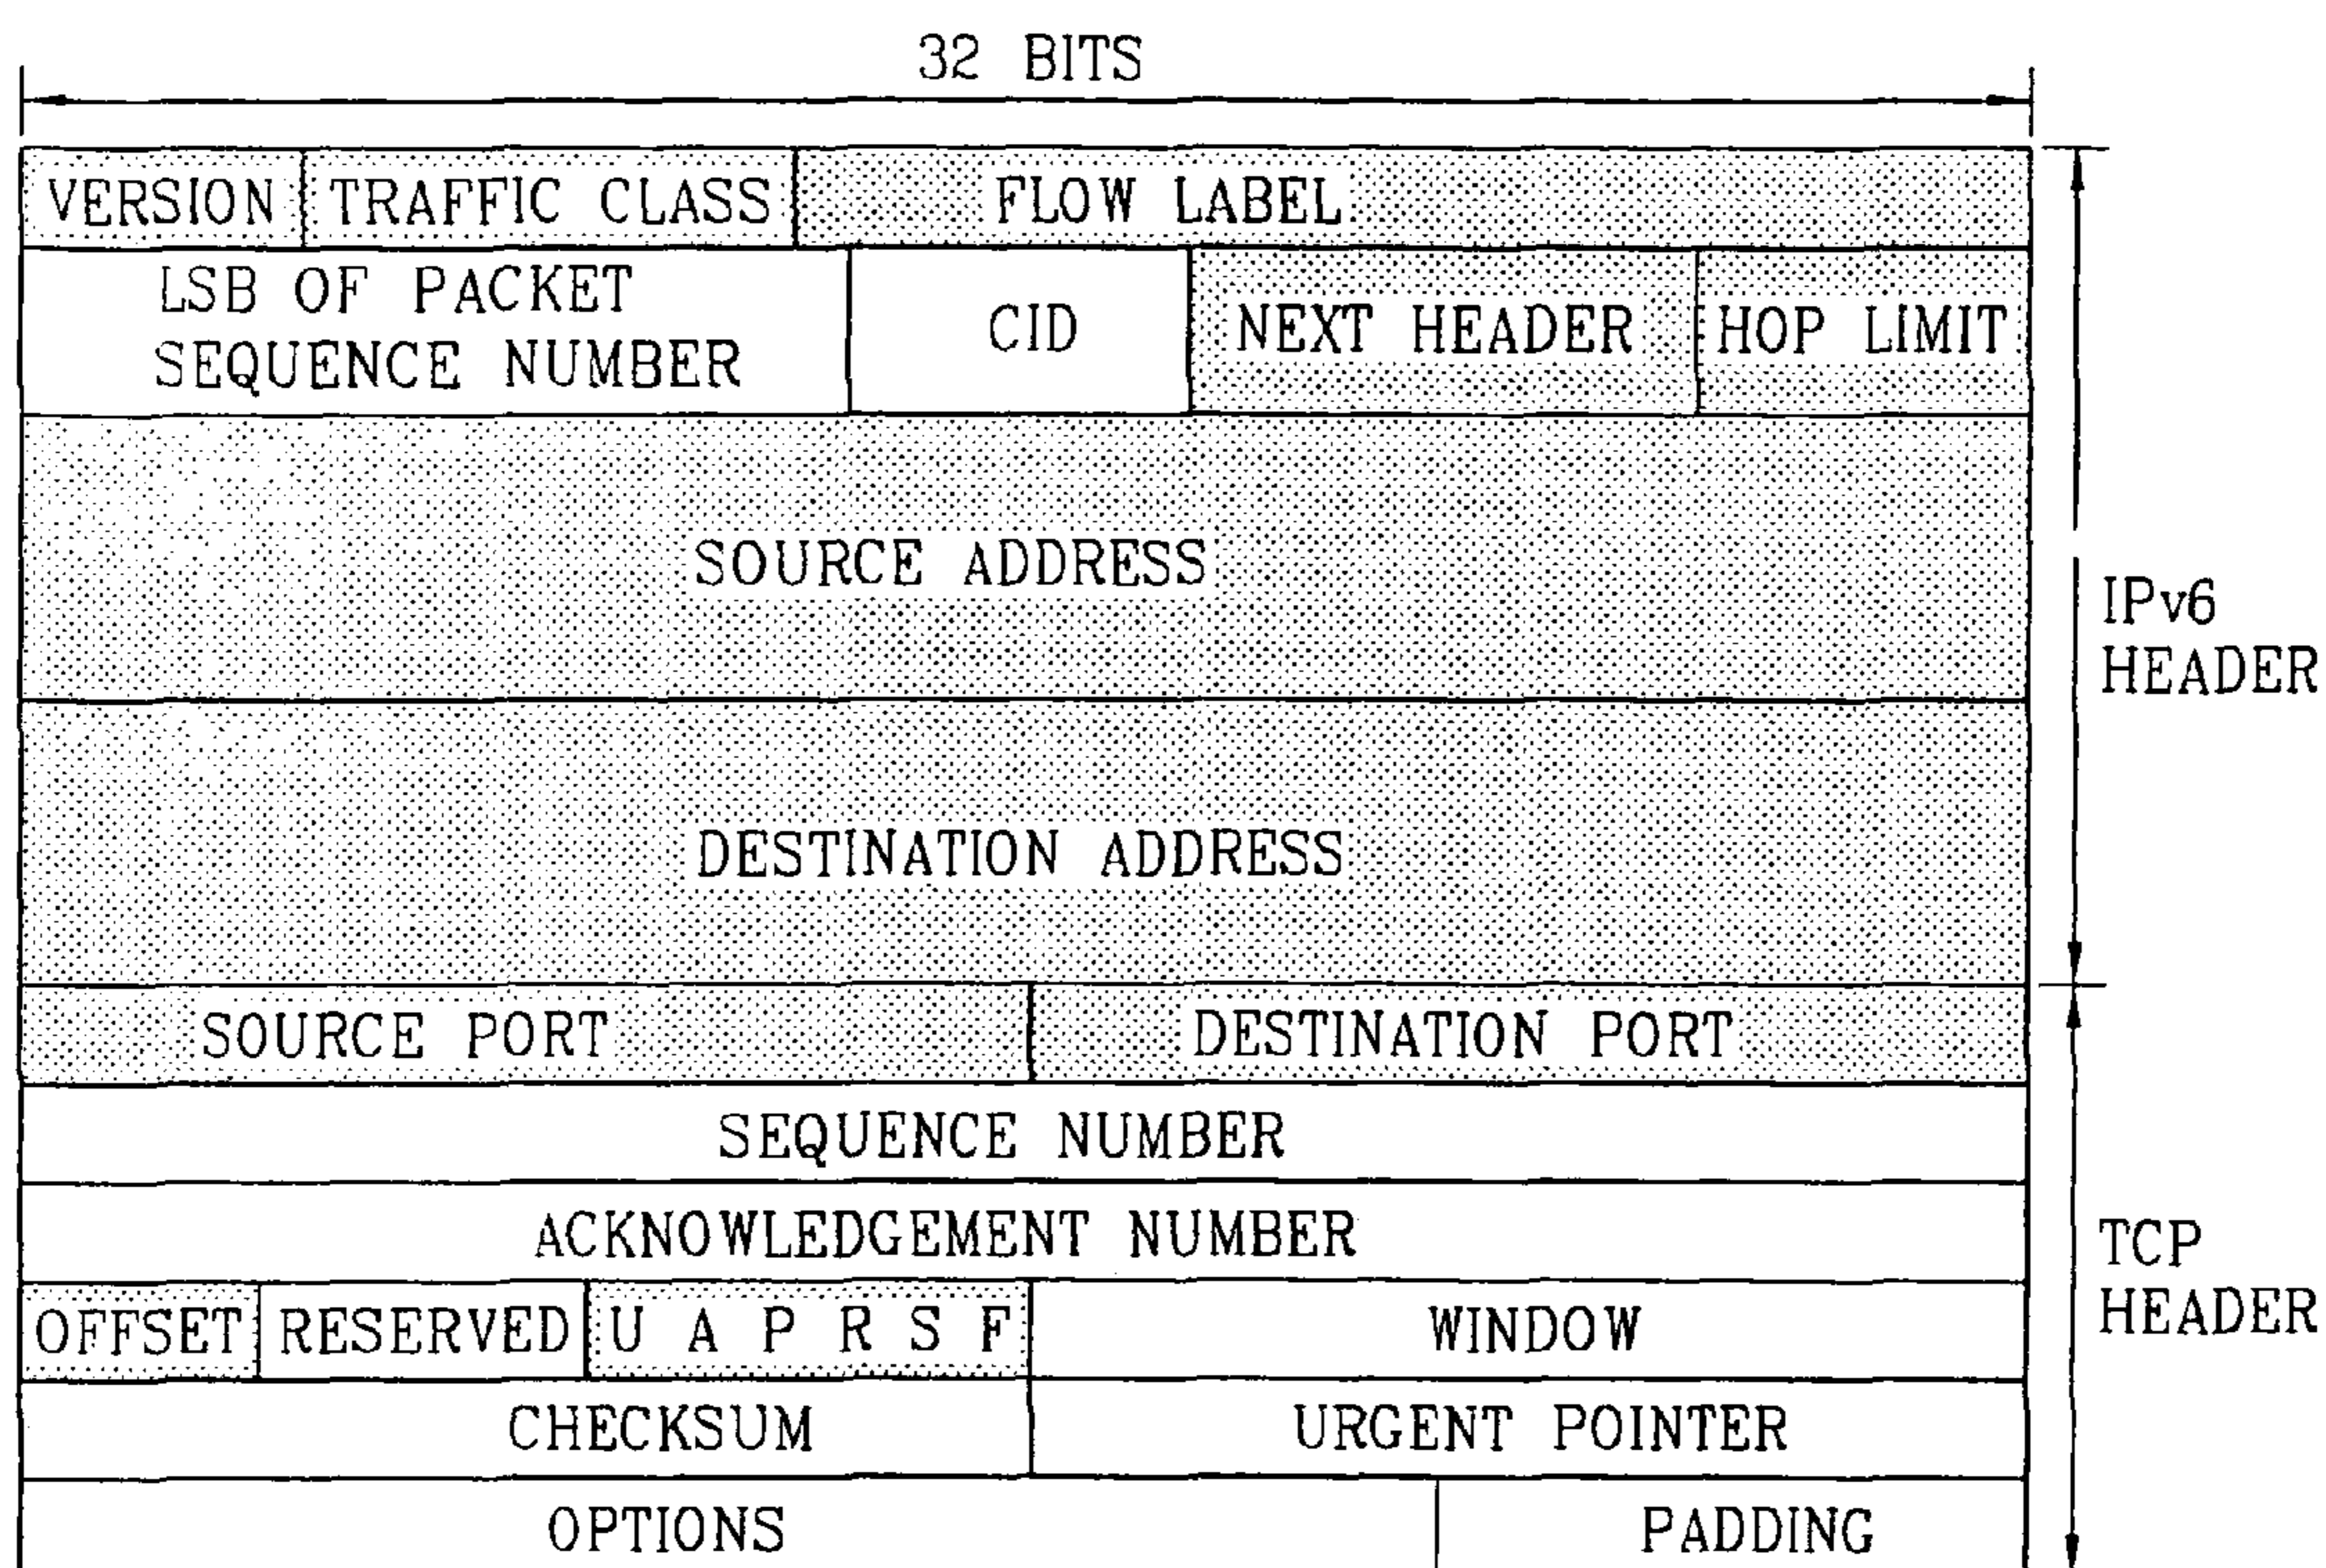 32 BITS
VERSION
TRAFFIC CLASS
FLOW LABEL
LSB OF PACKET
SEQUENCE NUMBER
CID
NEXT HEADER
HOP LIMIT
SOURCE ADDRESS
DESTINATION ADDRESS
IPv6
HEADER
SOURCE PORT
DESTINATION PORT
SEQUENCE NUMBER
ACKNOWLEDGEMENT NUMBER
OFFSET
RESERVED
U A P R S F
WINDOW
CHECKSUM
URGENT POINTER
OPTIONS
PADDING
TCP
HEADER